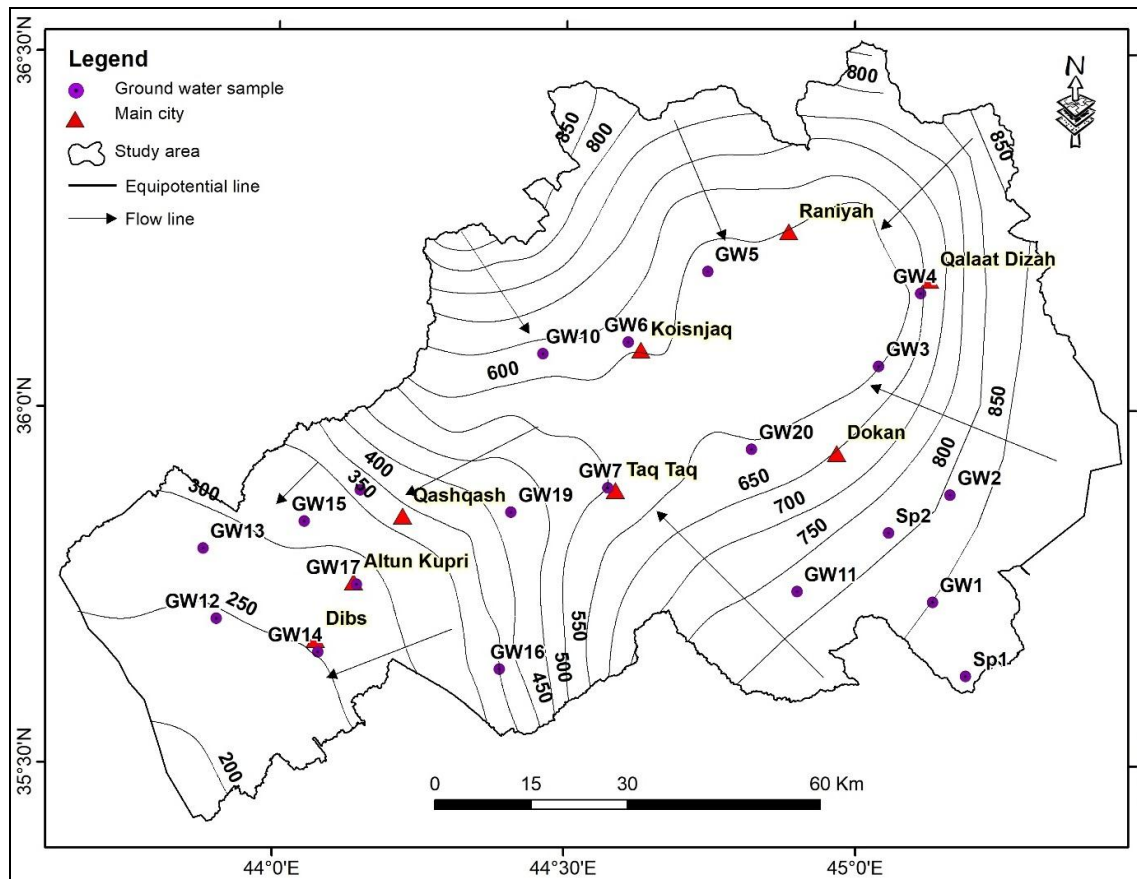 36°30'N
36°0'N
35°30'N
Legend
Ground water sample
Main city
Study area
Equipotential line
Flow line
N
800
850
800
850
Raniyah
GW5
Qalaat Dizah
GW4
GW6
Koisnjaq
GW10
600
GW3
850
GW20
Dokan
800
650
GW2
400
GW7
Taq Taq
700
350
Qashqash
GW19
300
GW15
750
Sp2
GW13
Altun Kupri
GW17
GW11
GW1
GW12
250
Dibs
550
GW14
GW16
500
450
Sp1
200
0
15
30
60 Km
44°0'E
44°30'E
45°0'E